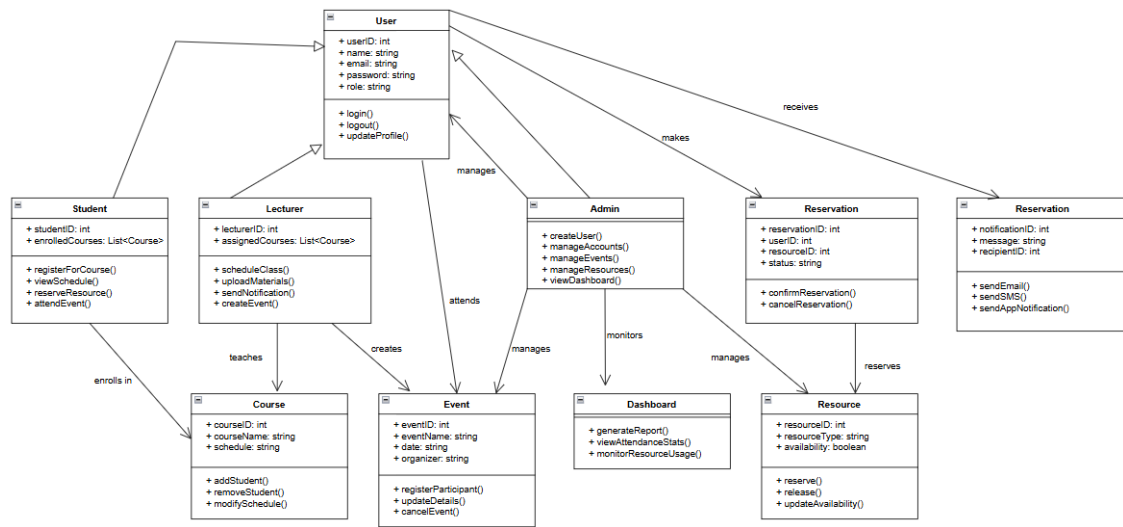 User
+ userID: int
+ name: string
+ email: string
+ password: string
+ role: string
+ login()
+ logout()
+ updateProfile()
receives
makes
manages
Student
+ studentID: int
+ enrolledCourses: List<Course>
+ registerForCourse()
+ viewSchedule()
+ reserveResource()
+ attendEvent()
Lecturer
+ lecturerID: int
+ assignedCourses: List<Course>
+ scheduleClass()
+ uploadMaterials()
+ sendNotification()
+ createEvent()
Admin
+ createUser()
+ manageAccounts()
+ manageEvents()
+ manageResources()
+ viewDashboard()
Reservation
+ reservationID: int
+ userID: int
+ resourceID: int
+ status: string
+ confirmReservation()
+ cancelReservation()
Reservation
+ notificationID: int
+ message: string
+ recipientID: int
+ sendEmail()
+ sendSMS()
+ sendAppNotification()
attends
monitors
enrolls in
teaches
creates
manages
manages
reserves
Course
+ courseID: int
+ courseName: string
+ schedule: string
+ addStudent()
+ removeStudent()
+ modifySchedule()
Event
+ eventID: int
+ eventName: string
+ date: string
+ organizer: string
+ registerParticipant()
+ updateDetails()
+ cancelEvent()
Dashboard
+ generateReport()
+ viewAttendanceStats()
+ monitorResourceUsage()
Resource
+ resourceID: int
+ resourceType: string
+ availability: boolean
+ reserve()
+ release()
+ updateAvailability()